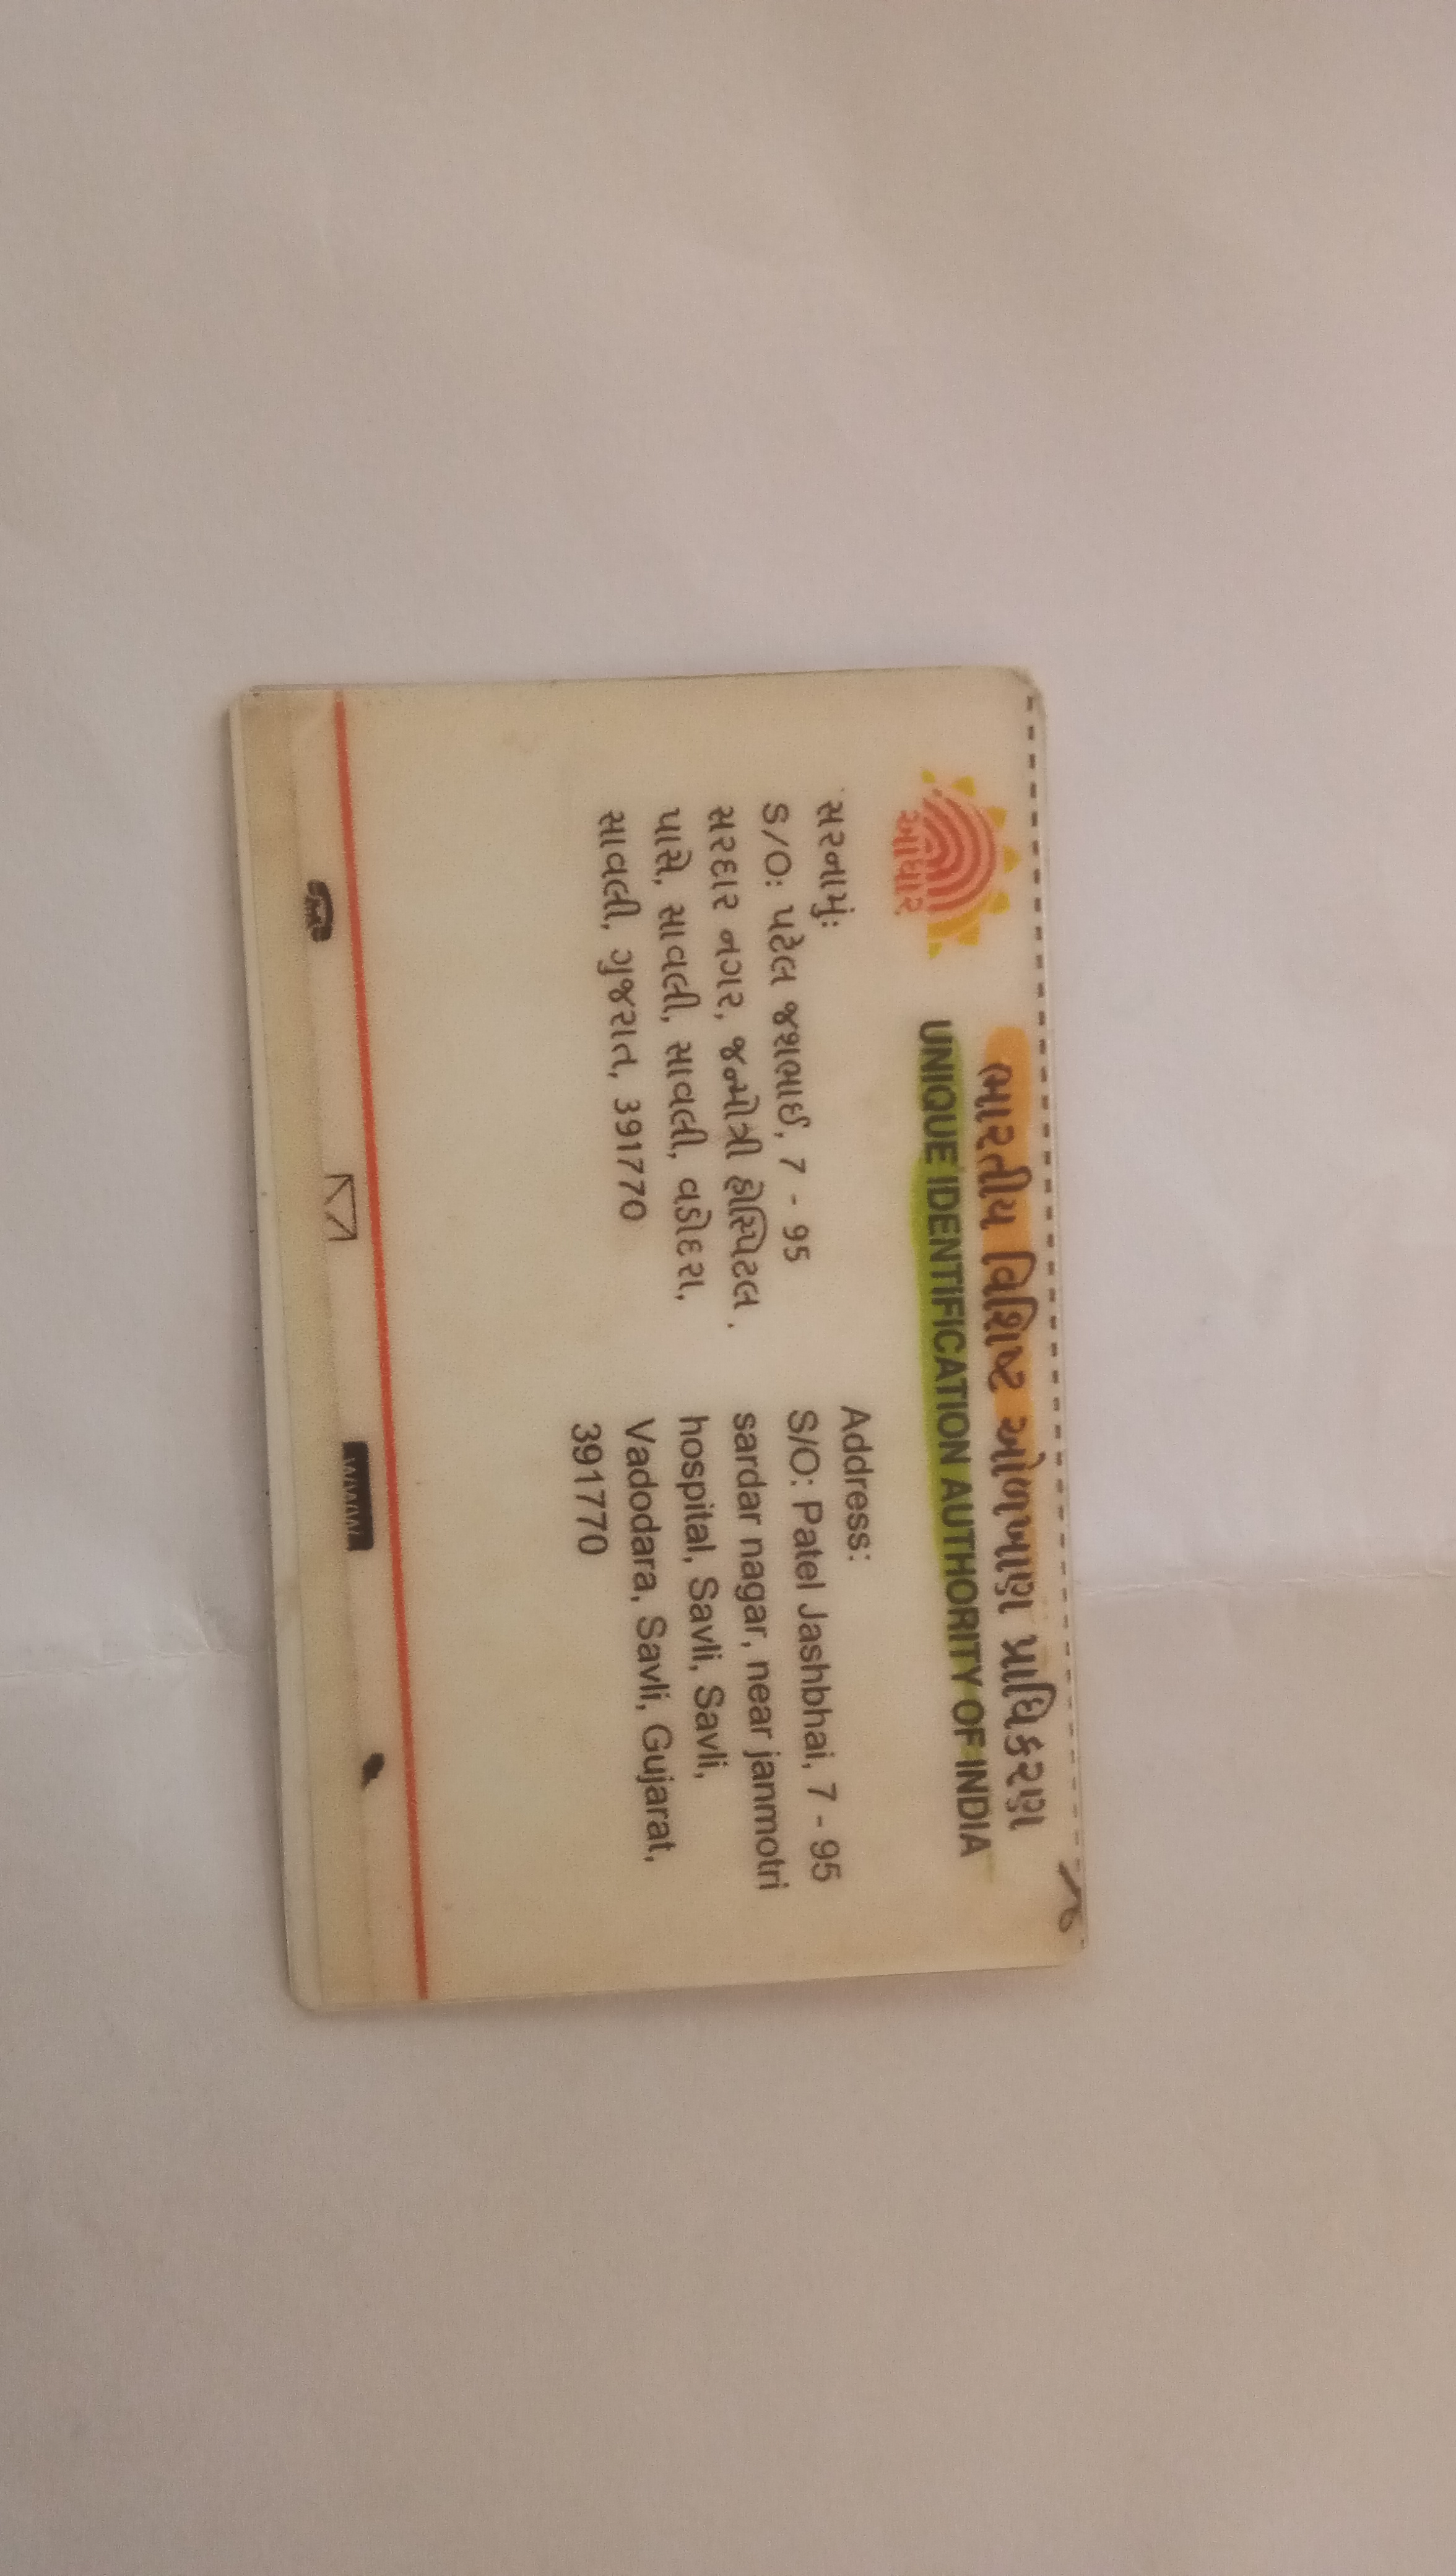 ભારતીય વિશિષ્ટ ઓળખાણ પ્રાધિકરણ
UNIQUE IDENTIFICATION AUTHORITY OF INDIA
આધાર
સરનામું:
S/O: પટેલ જશભાઈ, 7 - 95
સરદાર નગર, જન્મોત્રી હોસ્પિટલ .
પાસે, સાવલી, સાવલી, વડોદરા,
સાવલી, ગુજરાત, 391770
Address:
S/O: Patel Jashbhai, 7 - 95
sardar nagar, near janmotri
hospital, Savli, Savli,
Vadodara, Savli, Gujarat,
391770
www